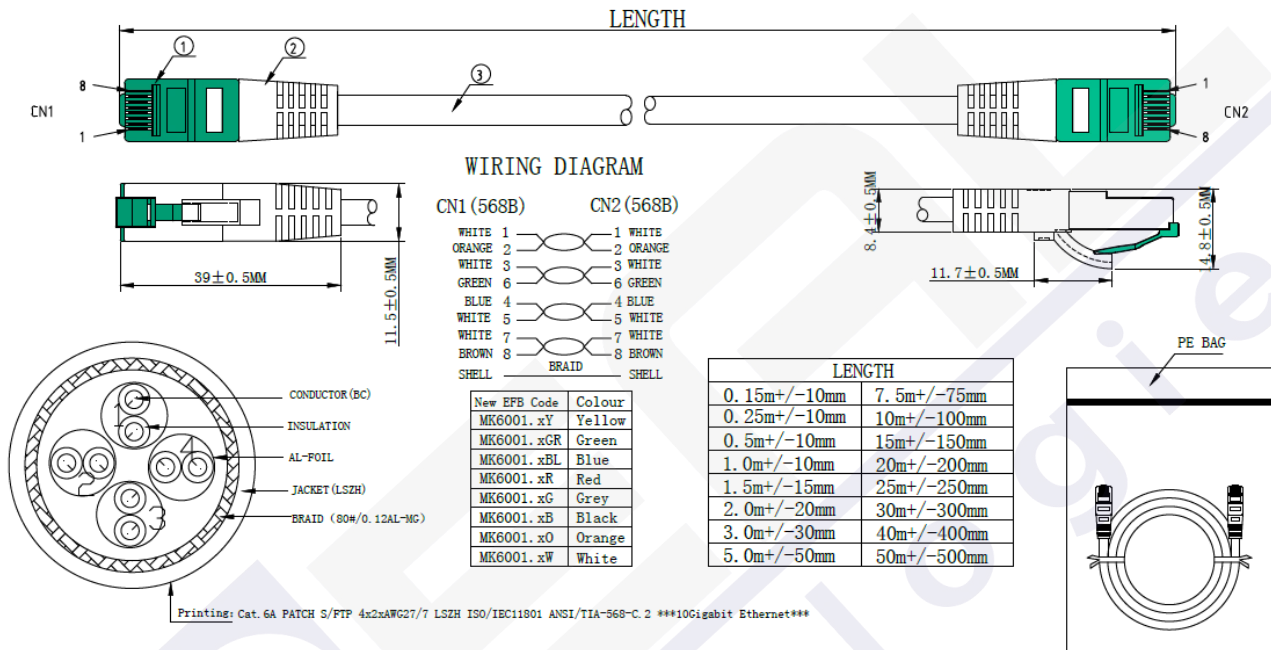 LENGTH
① ② ③
8 1
CN1 CN2
1 8
WIRING DIAGRAM
CN1(568B) CN2(568B)
WHITE 1 1 WHITE
ORANGE 2 2 ORANGE
WHITE 3 3 WHITE
GREEN 6 6 GREEN
BLUE 4 4 BLUE
WHITE 5 5 WHITE
WHITE 7 7 WHITE
BROWN 8 8 BROWN
SHELL BRAID SHELL
39±0.5MM
11.5±0.5MM
8.4±0.5MM
11.7±0.5MM
14.8±0.5MM
CONDUCTOR(BC)
INSULATION
AL-FOIL
JACKET(LSZH)
BRAID (80#/0.12AL-MG)
1
2
3
4
New EFB Code Colour
MK6001.xY Yellow
MK6001.xGR Green
MK6001.xBL Blue
MK6001.xR Red
MK6001.xG Grey
MK6001.xB Black
MK6001.xO Orange
MK6001.xW White
LENGTH
0.15m+/-10mm 7.5m+/-75mm
0.25m+/-10mm 10m+/-100mm
0.5m+/-10mm 15m+/-150mm
1.0m+/-10mm 20m+/-200mm
1.5m+/-15mm 25m+/-250mm
2.0m+/-20mm 30m+/-300mm
3.0m+/-30mm 40m+/-400mm
5.0m+/-50mm 50m+/-500mm
PE BAG
Printing: Cat.6A PATCH S/FTP 4x2xAWG27/7 LSZH ISO/IEC11801 ANSI/TIA-568-C.2 ***10Gigabit Ethernet***